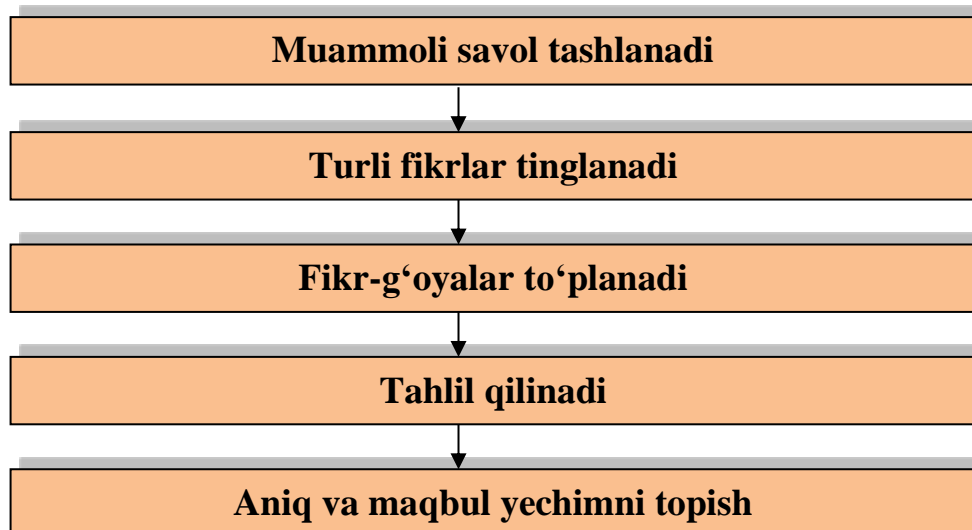 Muammoli savol tashlanadi
Turli fikrlar tinglanadi
Fikr-g‘oyalar to‘planadi
Tahlil qilinadi
Aniq va maqbul yechimni topish